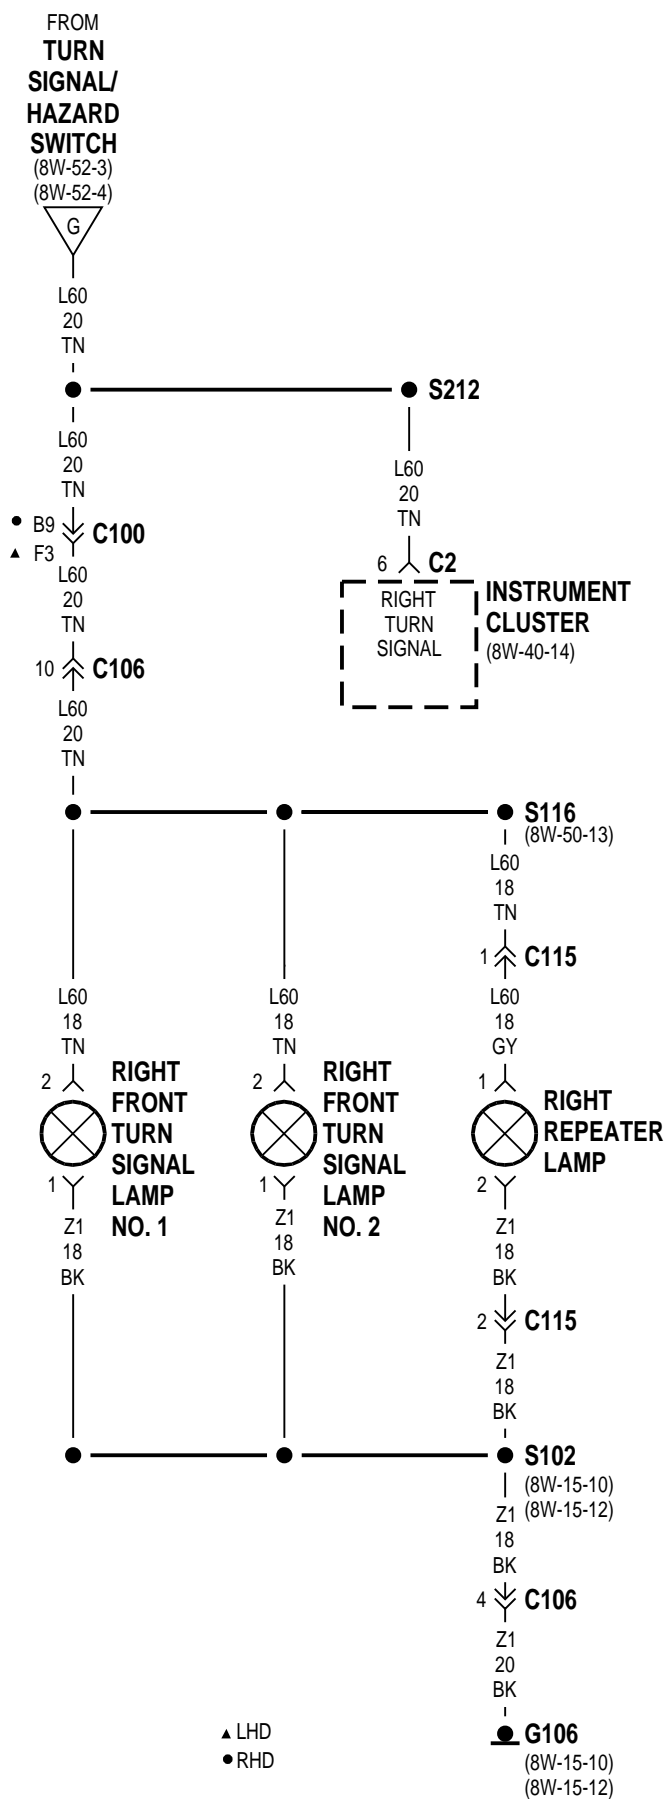 FROM
TURN
SIGNAL/
HAZARD
SWITCH
(8W-52-3)
(8W-52-4)
G
L60
20
TN
S212
L60
20
TN
● B9
▲ F3
C100
L60
20
TN
6 C2
RIGHT
TURN
SIGNAL
INSTRUMENT
CLUSTER
(8W-40-14)
L60
20
TN
10 C106
L60
20
TN
S116
(8W-50-13)
L60
18
TN
1 C115
L60
18
TN
2
RIGHT
FRONT
TURN
SIGNAL
LAMP
NO. 1
1
Z1
18
BK
L60
18
TN
2
RIGHT
FRONT
TURN
SIGNAL
LAMP
NO. 2
1
Z1
18
BK
L60
18
GY
1
RIGHT
REPEATER
LAMP
2
Z1
18
BK
2 C115
Z1
18
BK
S102
(8W-15-10)
(8W-15-12)
Z1
18
BK
4 C106
Z1
20
BK
G106
(8W-15-10)
(8W-15-12)
▲ LHD
● RHD